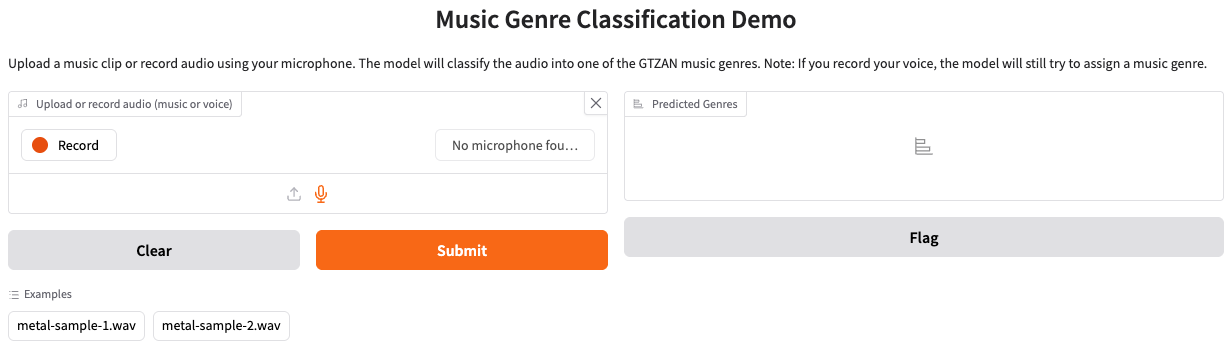 Music Genre Classification Demo
Upload a music clip or record audio using your microphone. The model will classify the audio into one of the GTZAN music genres. Note: If you record your voice, the model will still try to assign a music genre.
Upload or record audio (music or voice)
Record
No microphone fou...
Predicted Genres
Clear
Submit
Flag
Examples
metal-sample-1.wav
metal-sample-2.wav